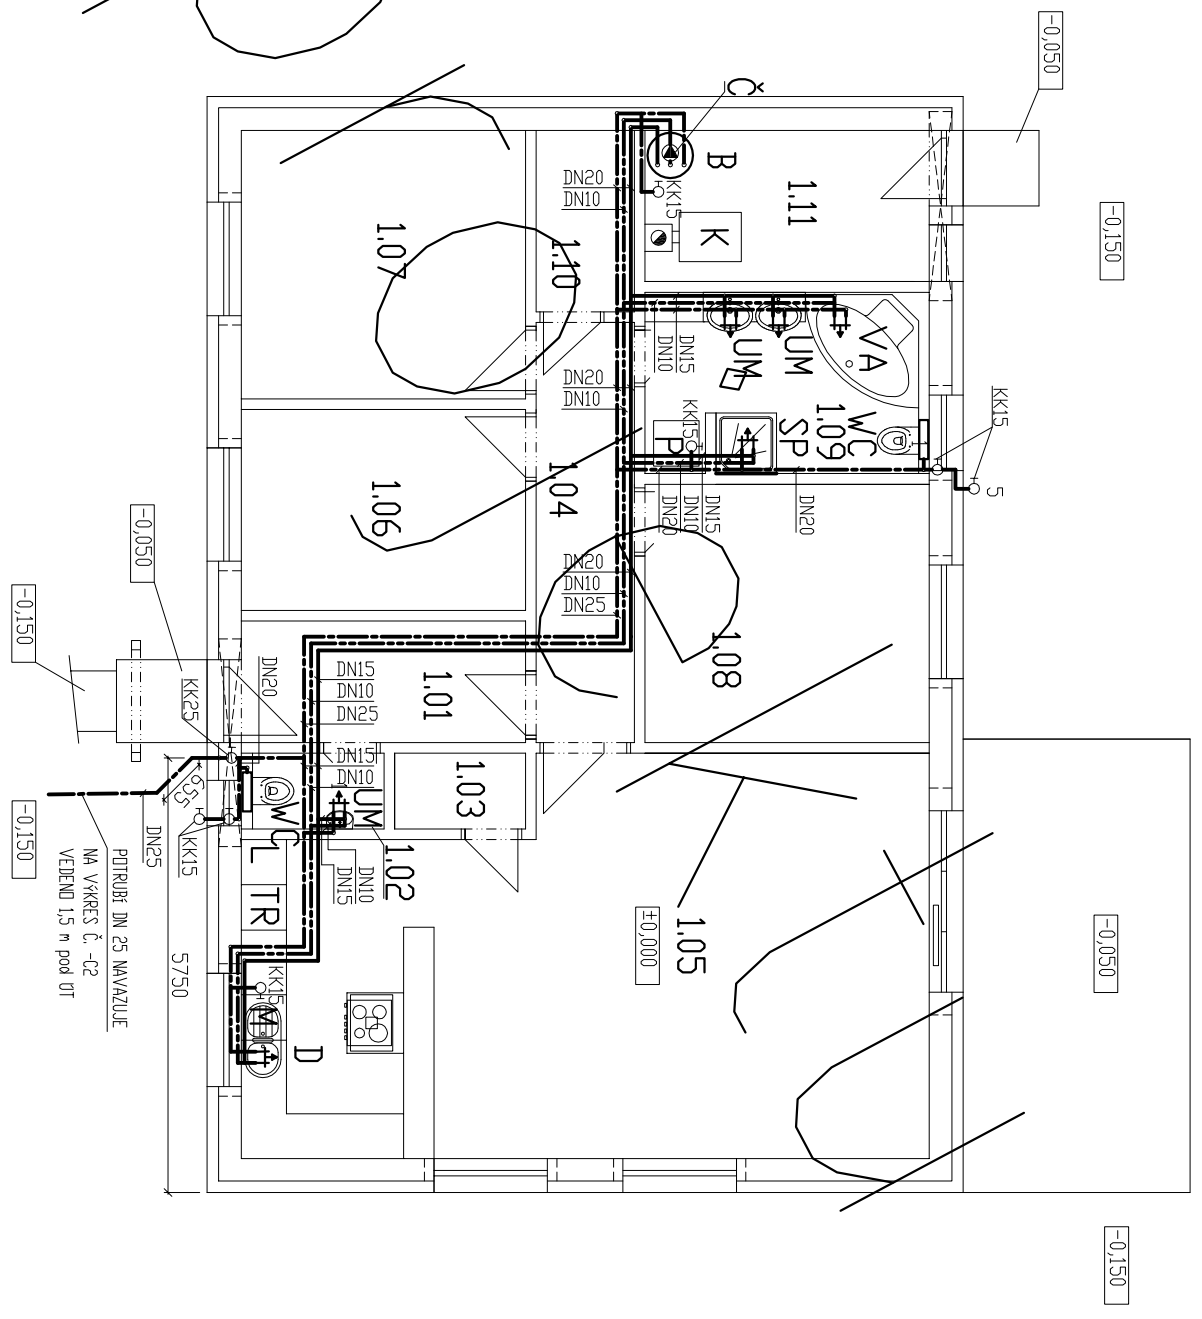 -0,050
Č
B
1.11
-0,150
DN20
DN10
KK15
K
1.07
1.10
DN15
DN10
UM
UM
VA
DN20
DN10
KK15
KK15
1.09
WC
SP
P
1.06
1.04
5
DN20
DN10
DN15
DN20
-0,050
DN20
DN10
DN25
-0,150
1.08
DN20
KK25
DN15
DN10
DN25
1.01
DN15
DN10
1.03
655
-0,150
DN25
KK15
WC
UM
1.02
DN10
DN15
L
TR
1.05
±0,000
-0,050
POTRUBÍ DN 25 NAVAZUJE
NA VÝKRES Č. -C2
VEDENO 1,5 m pod ÚT
5750
KK15
M
D
-0,150